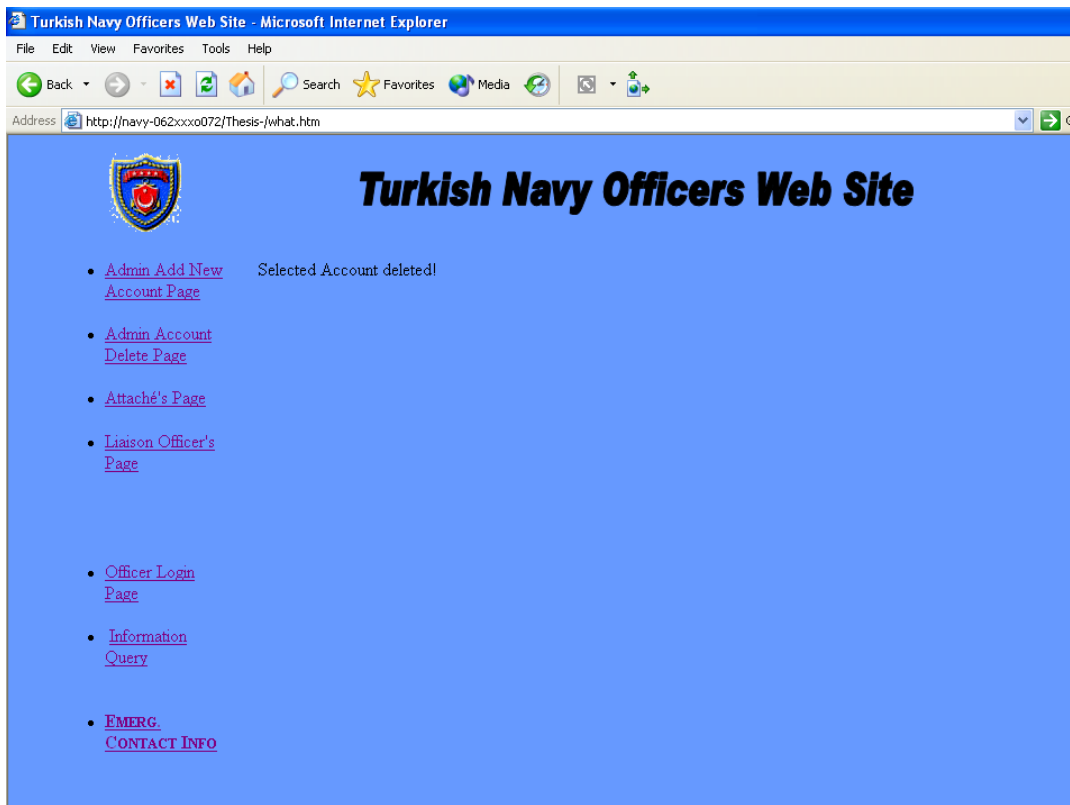 Turkish Navy Officers Web Site - Microsoft Internet Explorer
File Edit View Favorites Tools Help
Back Search Favorites Media
Address http://navy-062xxxo072/Thesis-/what.htm
Turkish Navy Officers Web Site
Admin Add New
Account Page
Selected Account deleted!
Admin Account
Delete Page
Attaché's Page
Liaison Officer's
Page
Officer Login
Page
Information
Query
EMERG.
CONTACT INFO